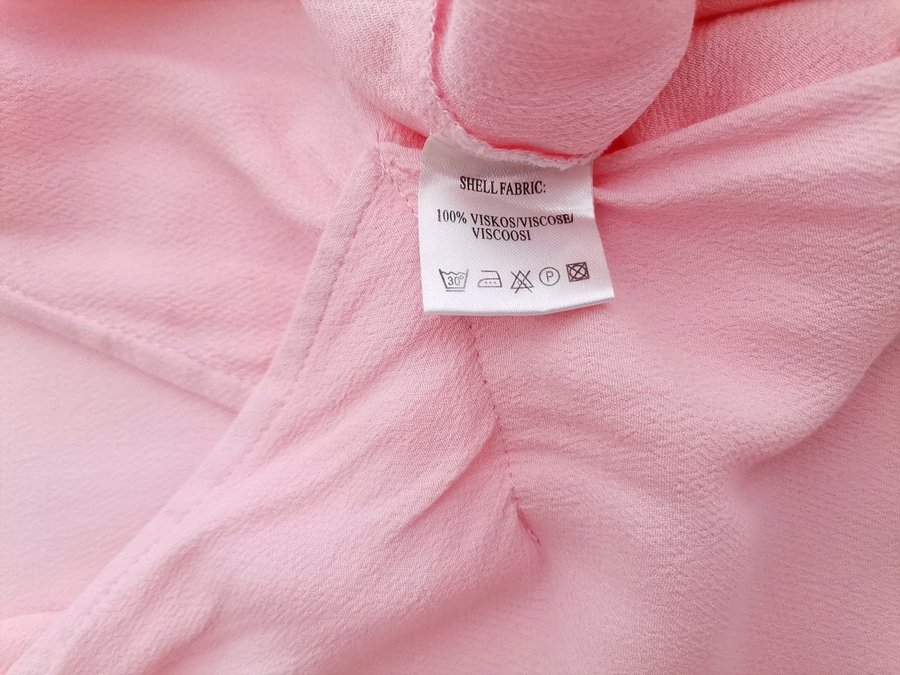 SHELL FABRIC:
100% VISKOS/VISCOSE/
VISCOOSI
30° P